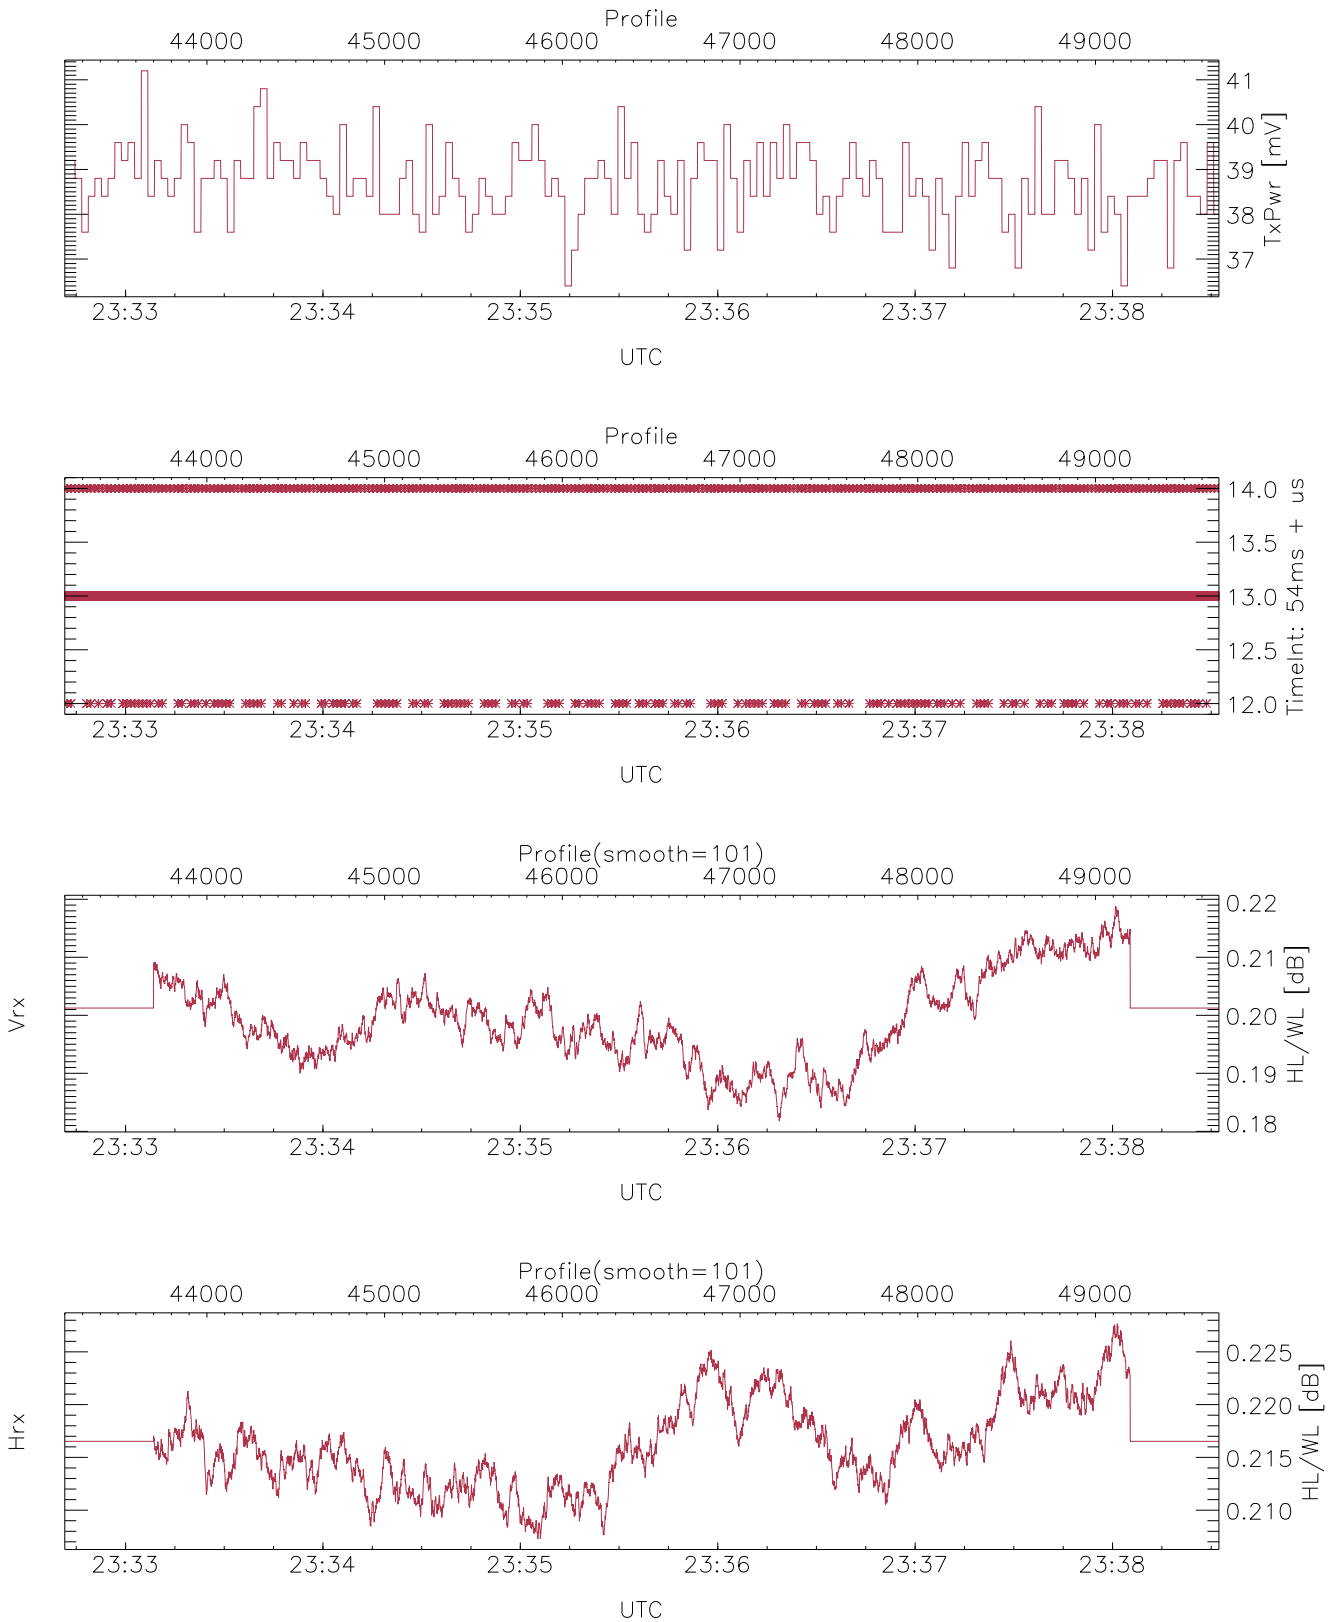 Profile
44000 45000 46000 47000 48000 49000
41
40
39
38
37
TxPwr [mV]
23:33 23:34 23:35 23:36 23:37 23:38
UTC
Profile
44000 45000 46000 47000 48000 49000
14.0
13.5
13.0
12.5
12.0
TimeInt: 54ms + us
23:33 23:34 23:35 23:36 23:37 23:38
UTC
Profile(smooth=101)
44000 45000 46000 47000 48000 49000
Vrx
0.22
0.21
0.20
0.19
0.18
HL/WL [dB]
23:33 23:34 23:35 23:36 23:37 23:38
UTC
Profile(smooth=101)
44000 45000 46000 47000 48000 49000
Hrx
0.225
0.220
0.215
0.210
HL/WL [dB]
23:33 23:34 23:35 23:36 23:37 23:38
UTC